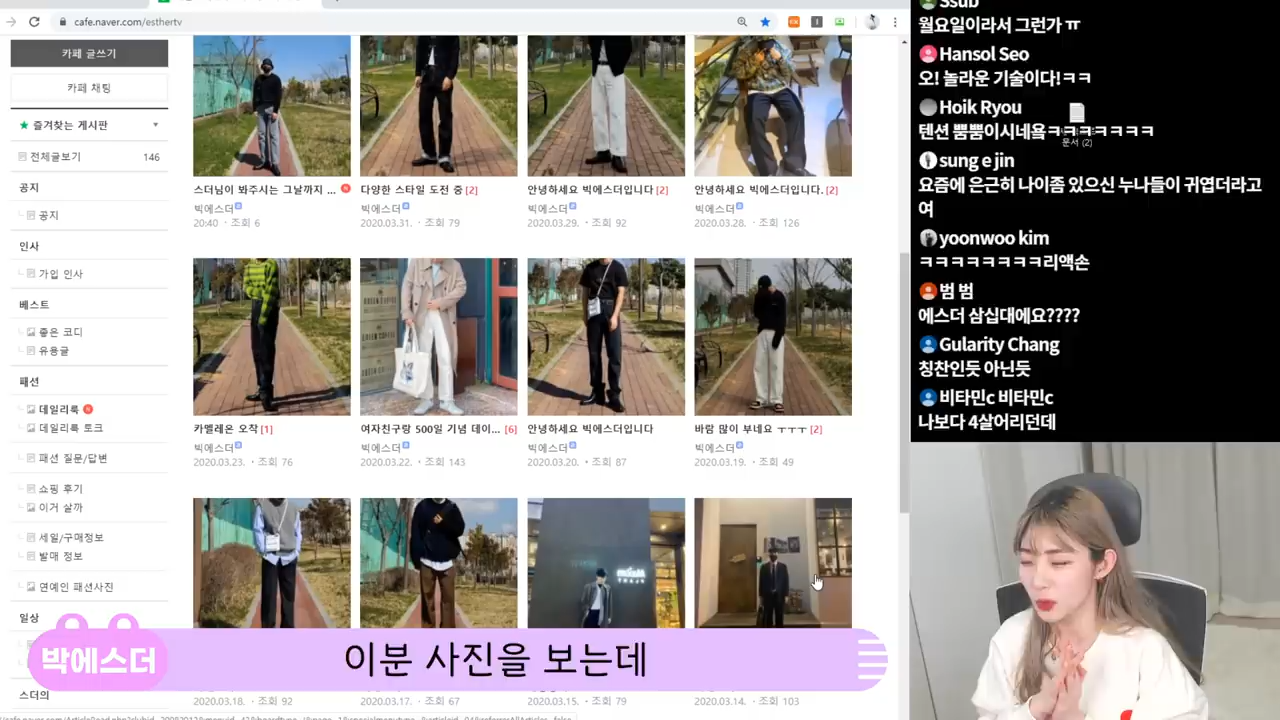 cafe.naver.com/esthertv
카페 글쓰기
카페 채팅
즐겨찾는 게시판
전체글보기 146
공지
공지
인사
가입 인사
베스트
좋은 코디
유용글
패션
데일리룩
데일리룩 토크
패션 질문/답변
쇼핑 후기
이거 살까
세일/구매정보
발매 정보
연예인 패션사진
일상
스더의
스더님이 봐주시는 그날까지 ...
빅에스더
20:40 · 조회 6
다양한 스타일 도전 중 [2]
빅에스더
2020.03.31. · 조회 79
안녕하세요 빅에스더입니다 [2]
빅에스더
2020.03.29. · 조회 92
안녕하세요 빅에스더입니다. [2]
빅에스더
2020.03.28. · 조회 126
카멜레온 오작 [1]
빅에스더
2020.03.23. · 조회 76
여자친구랑 500일 기념 데이... [6]
빅에스더
2020.03.22. · 조회 143
안녕하세요 빅에스더입니다
빅에스더
2020.03.20. · 조회 87
바람 많이 부네요 ㅜㅜㅜ [2]
빅에스더
2020.03.19. · 조회 49
2020.03.18. · 조회 92
2020.03.17. · 조회 67
2020.03.15. · 조회 79
2020.03.14. · 조회 103
박에스더
이분 사진을 보는데
Ssub
월요일이라서 그런가 ㅠ
Hansol Seo
오! 놀라운 기술이다!ㅋㅋ
Hoik Ryou
텐션 뿜뿜이시네욬ㅋㅋㅋㅋㅋㅋㅋ
문서 (2)
sung e jin
요즘에 은근히 나이좀 있으신 누나들이 귀엽더라고
여
yoonwoo kim
ㅋㅋㅋㅋㅋㅋㅋㅋ리액손
범 범
에스더 삼십대에요????
Gularity Chang
칭찬인듯 아닌듯
비타민c 비타민c
나보다 4살어리던데